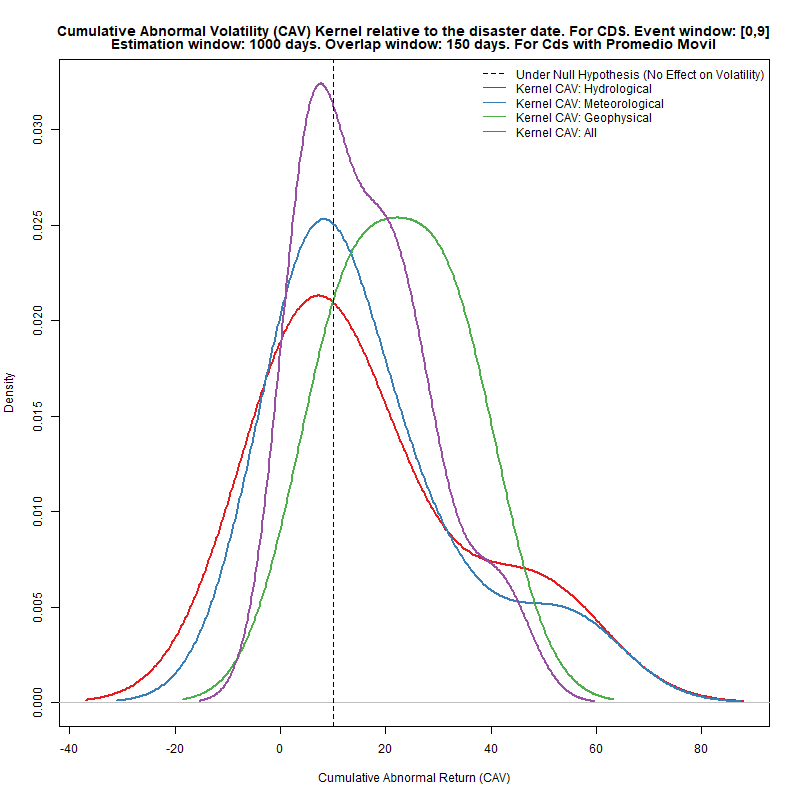 Cumulative Abnormal Volatility (CAV) Kernel relative to the disaster date. For CDS. Event window: [0,9]
Estimation window: 1000 days. Overlap window: 150 days. For Cds with Promedio Movil
Under Null Hypothesis (No Effect on Volatility)
Kernel CAV: Hydrological
Kernel CAV: Meteorological
Kernel CAV: Geophysical
Kernel CAV: All
0.030
0.025
0.020
0.015
0.010
0.005
0.000
Density
-40 -20 0 20 40 60 80
Cumulative Abnormal Return (CAV)